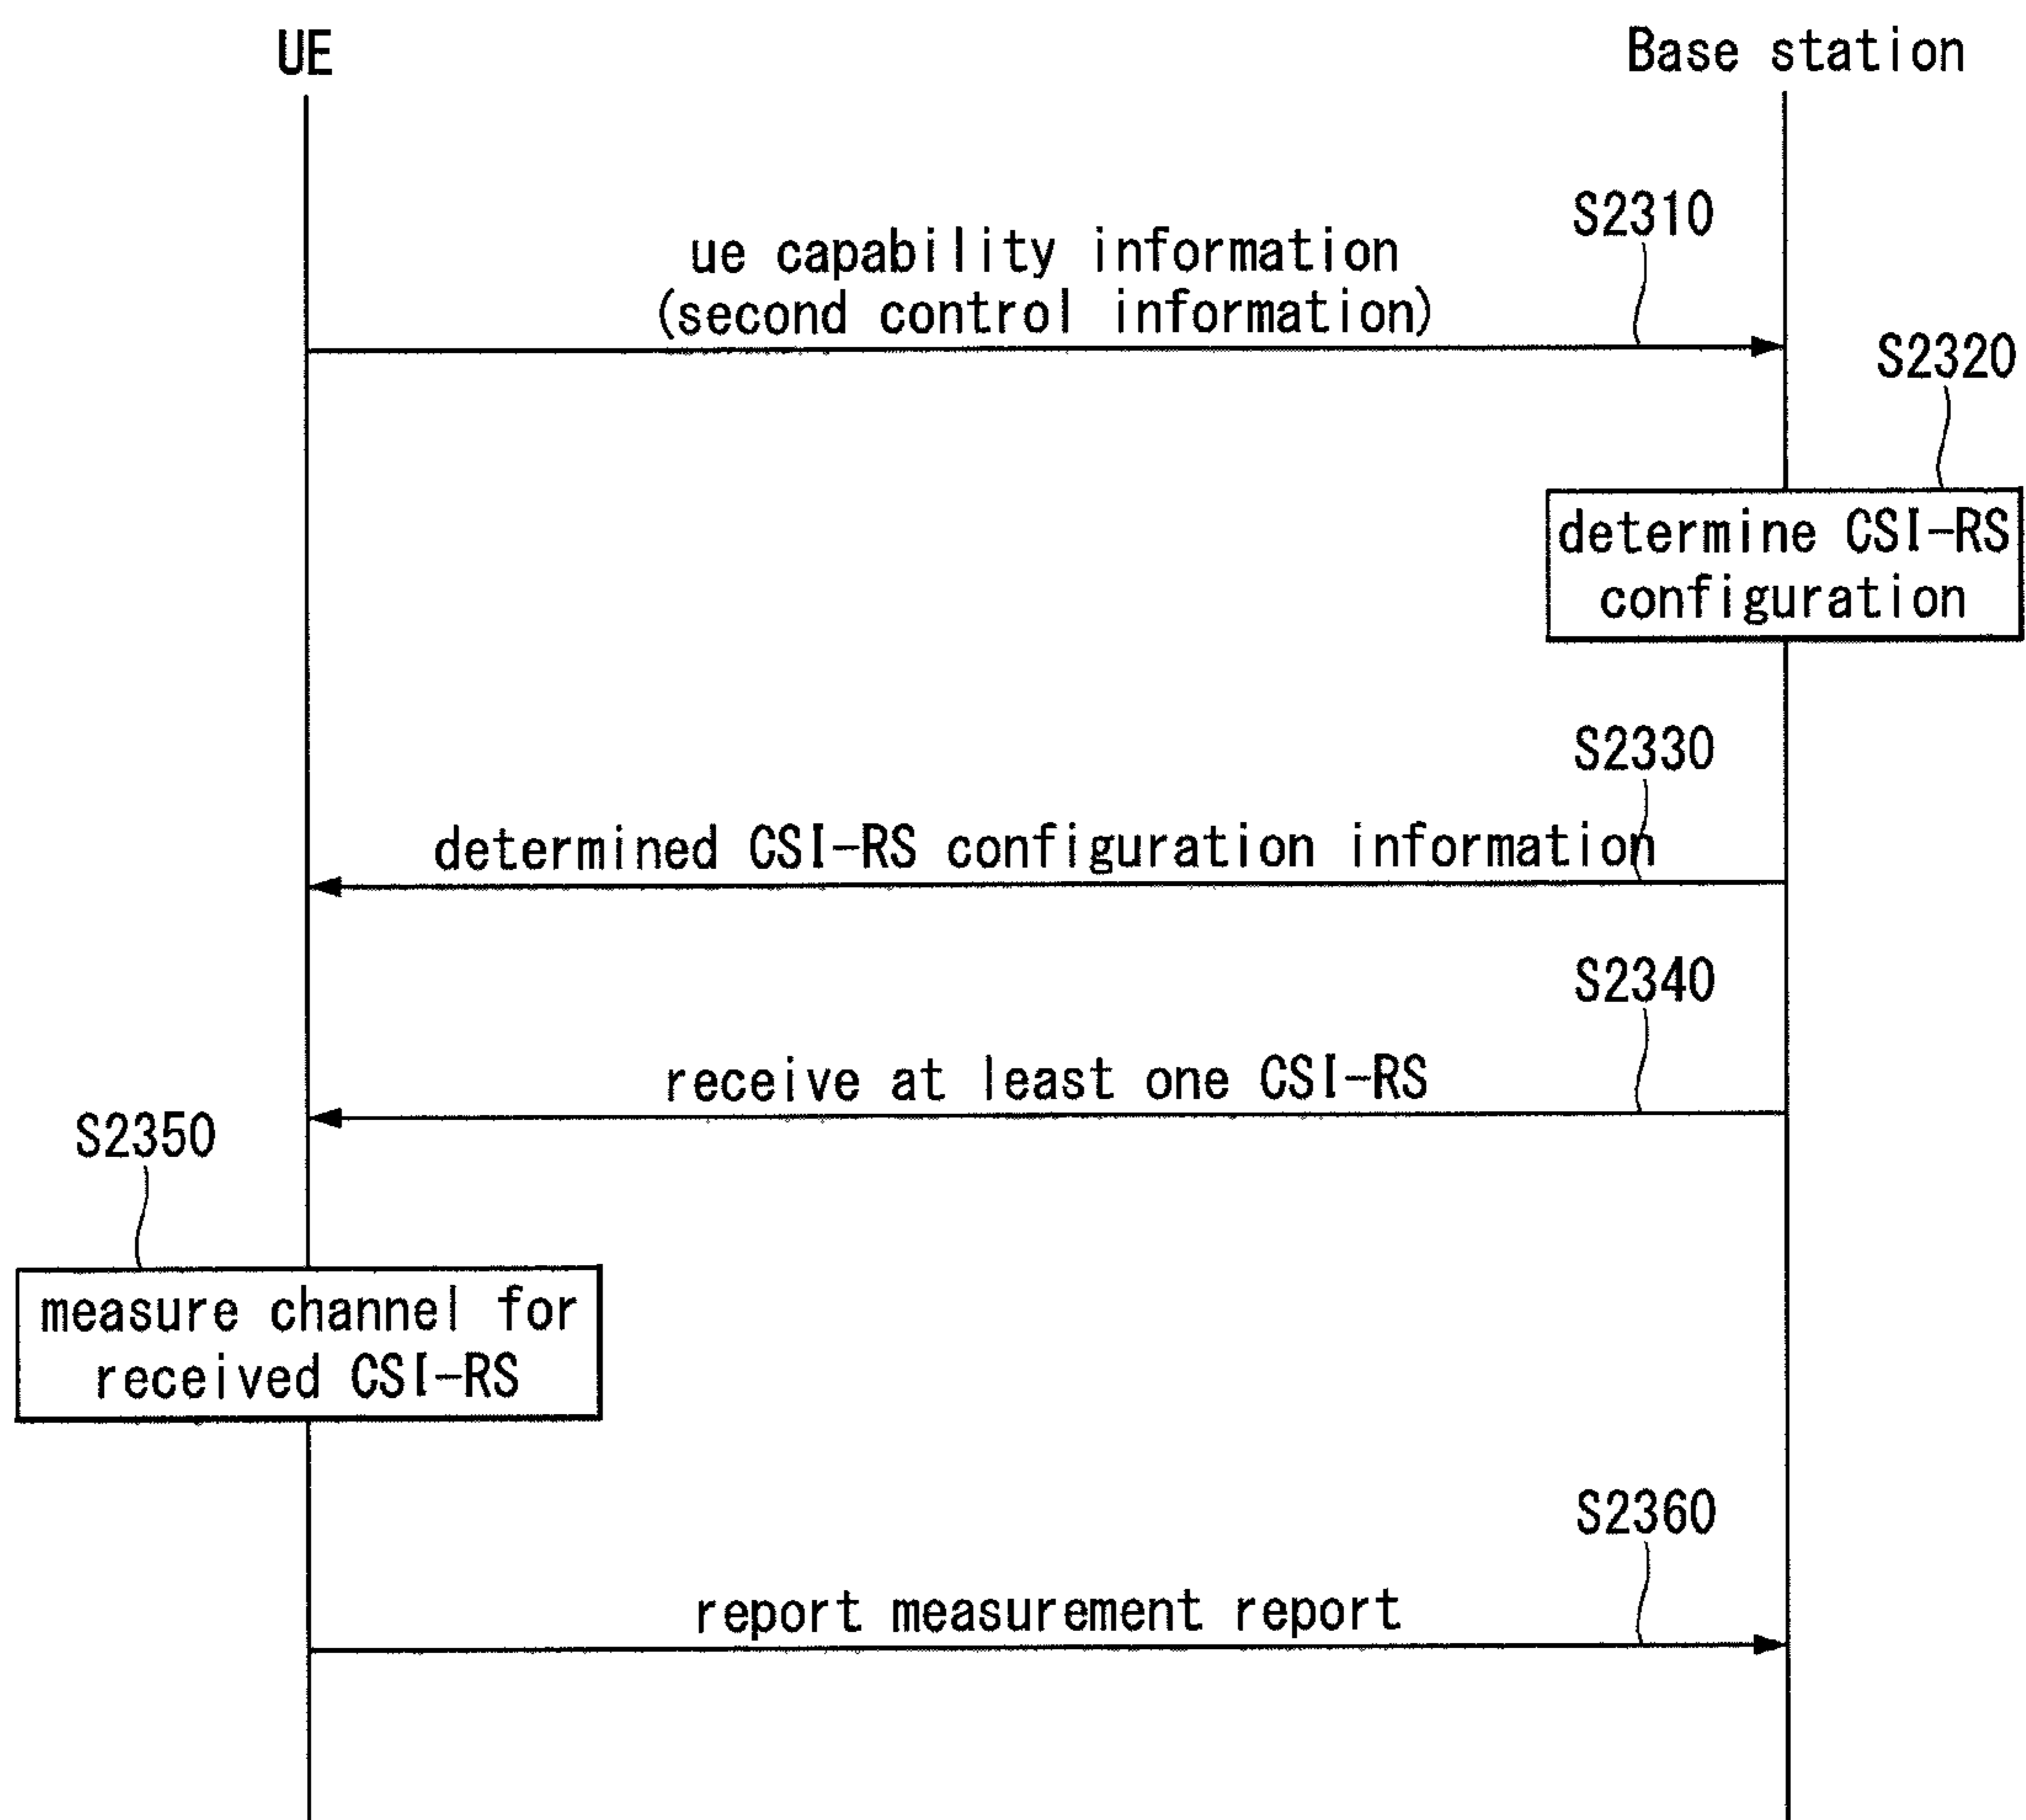 UE
Base station
S2310
ue capability information
(second control information)
S2320
determine CSI-RS
configuration
S2330
determined CSI-RS configuration information
S2340
receive at least one CSI-RS
S2350
measure channel for
received CSI-RS
S2360
report measurement report